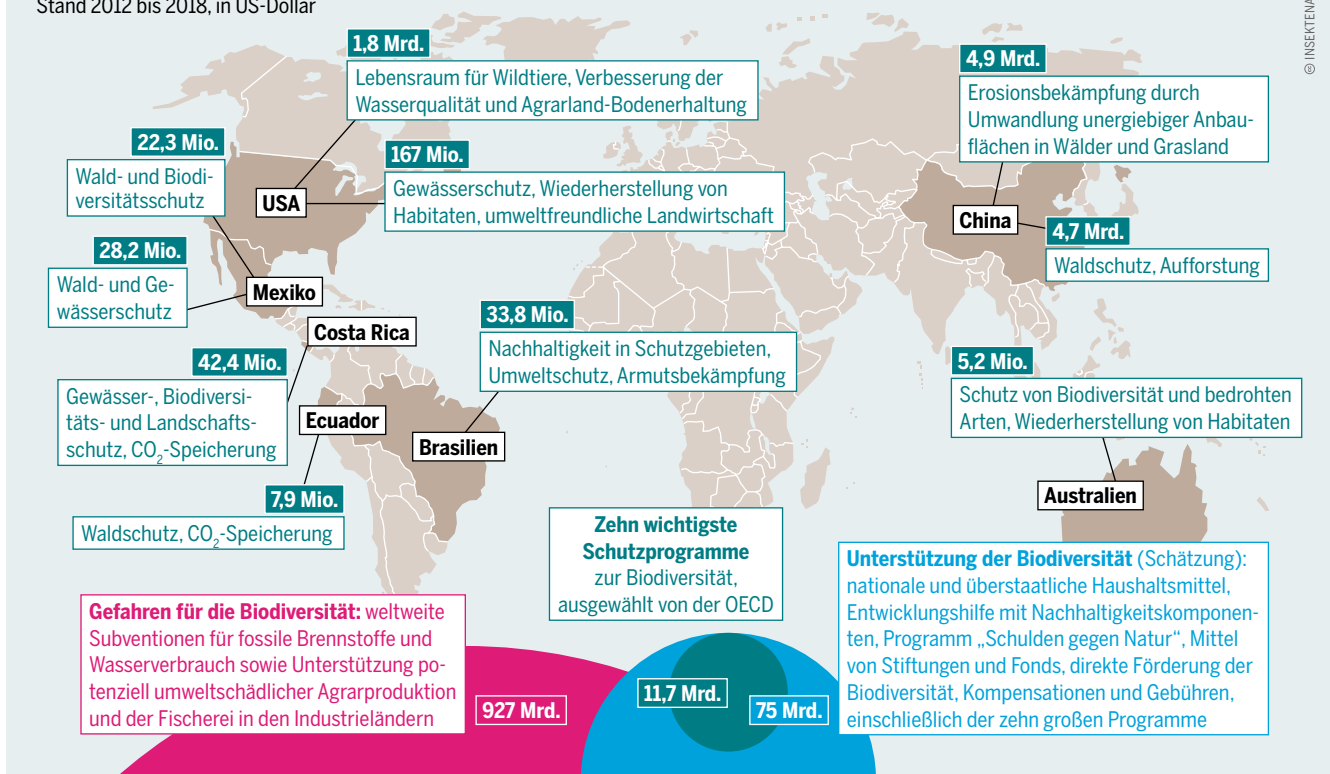 Stand 2012 bis 2018, in US-Dollar
© INSEKTENA
1,8 Mrd.
Lebensraum für Wildtiere, Verbesserung der
Wasserqualität und Agrarland-Bodenerhaltung
4,9 Mrd.
Erosionsbekämpfung durch
Umwandlung unergiebiger Anbau-
flächen in Wälder und Grasland
22,3 Mio.
Wald- und Biodi-
versitätsschutz
167 Mio.
Gewässerschutz, Wiederherstellung von
Habitaten, umweltfreundliche Landwirtschaft
USA
China
4,7 Mrd.
Waldschutz, Aufforstung
28,2 Mio.
Wald- und Ge-
wässerschutz
Mexiko
Costa Rica
33,8 Mio.
Nachhaltigkeit in Schutzgebieten,
Umweltschutz, Armutsbekämpfung
42,4 Mio.
Gewässer-, Biodiversi-
täts- und Landschafts-
schutz, CO₂-Speicherung
5,2 Mio.
Schutz von Biodiversität und bedrohten
Arten, Wiederherstellung von Habitaten
Ecuador
Brasilien
7,9 Mio.
Waldschutz, CO₂-Speicherung
Australien
Zehn wichtigste
Schutzprogramme
zur Biodiversität,
ausgewählt von der OECD
Gefahren für die Biodiversität: weltweite
Subventionen für fossile Brennstoffe und
Wasserverbrauch sowie Unterstützung po-
tenziell umweltschädlicher Agrarproduktion
und der Fischerei in den Industrieländern
927 Mrd.
11,7 Mrd.
75 Mrd.
Unterstützung der Biodiversität (Schätzung):
nationale und überstaatliche Haushaltsmittel,
Entwicklungshilfe mit Nachhaltigkeitskomponen-
ten, Programm „Schulden gegen Natur“, Mittel
von Stiftungen und Fonds, direkte Förderung der
Biodiversität, Kompensationen und Gebühren,
einschließlich der zehn großen Programme